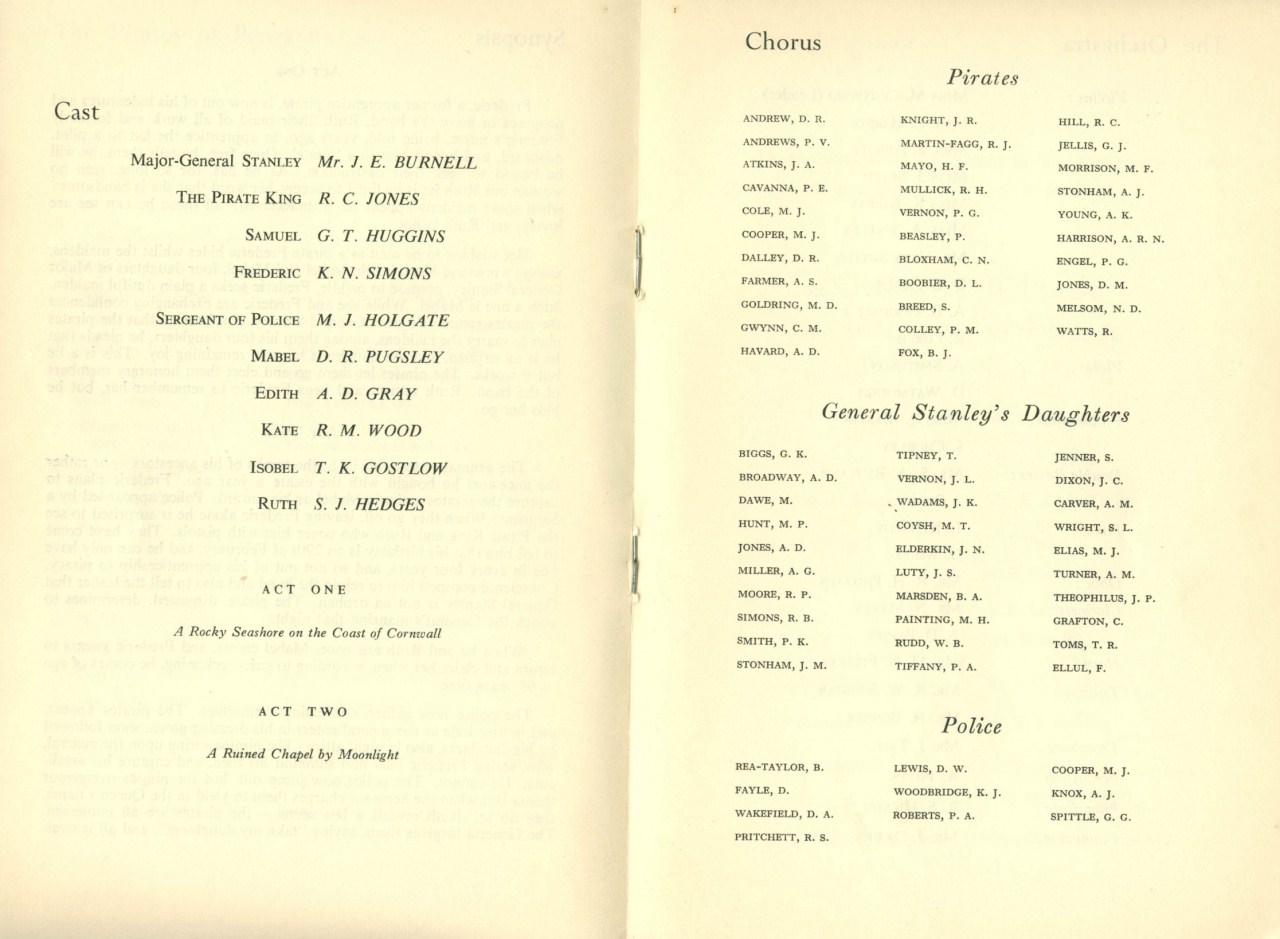 Cast
Major-General STANLEY Mr. J. E. BURNELL
THE PIRATE KING R. C. JONES
SAMUEL G. T. HUGGINS
FREDERIC K. N. SIMONS
SERGEANT OF POLICE M. J. HOLGATE
MABEL D. R. PUGSLEY
EDITH A. D. GRAY
KATE R. M. WOOD
ISOBEL T. K. GOSTLOW
RUTH S. J. HEDGES
ACT ONE
A Rocky Seashore on the Coast of Cornwall
ACT TWO
A Ruined Chapel by Moonlight
Chorus
Pirates
ANDREW, D. R.
ANDREWS, P. V.
ATKINS, J. A.
CAVANNA, P. E.
COLE, M. J.
COOPER, M. J.
DALLEY, D. R.
FARMER, A. S.
GOLDRING, M. D.
GWYNN, C. M.
HAVARD, A. D.
KNIGHT, J. R.
MARTIN-FAGG, R. J.
MAYO, H. F.
MULLICK, R. H.
VERNON, P. G.
BEASLEY, P.
BLOXHAM, C. N.
BOOBIER, D. L.
BREED, S.
COLLEY, P. M.
FOX, B. J.
HILL, R. C.
JELLIS, G. J.
MORRISON, M. F.
STONHAM, A. J.
YOUNG, A. K.
HARRISON, A. R. N.
ENGEL, P. G.
JONES, D. M.
MELSOM, N. D.
WATTS, R.
General Stanley's Daughters
BIGGS, G. K.
BROADWAY, A. D.
DAWE, M.
HUNT, M. P.
JONES, A. D.
MILLER, A. G.
MOORE, R. P.
SIMONS, R. B.
SMITH, P. K.
STONHAM, J. M.
TIPNEY, T.
VERNON, J. L.
WADAMS, J. K.
COYSH, M. T.
ELDERKIN, J. N.
LUTY, J. S.
MARSDEN, B. A.
PAINTING, M. H.
RUDD, W. B.
TIFFANY, P. A.
JENNER, S.
DIXON, J. C.
CARVER, A. M.
WRIGHT, S. L.
ELIAS, M. J.
TURNER, A. M.
THEOPHILUS, J. P.
GRAFTON, C.
TOMS, T. R.
ELLUL, F.
Police
REA-TAYLOR, B.
FAYLE, D.
WAKEFIELD, D. A.
PRITCHETT, R. S.
LEWIS, D. W.
WOODBRIDGE, K. J.
ROBERTS, P. A.
COOPER, M. J.
KNOX, A. J.
SPITTLE, G. G.